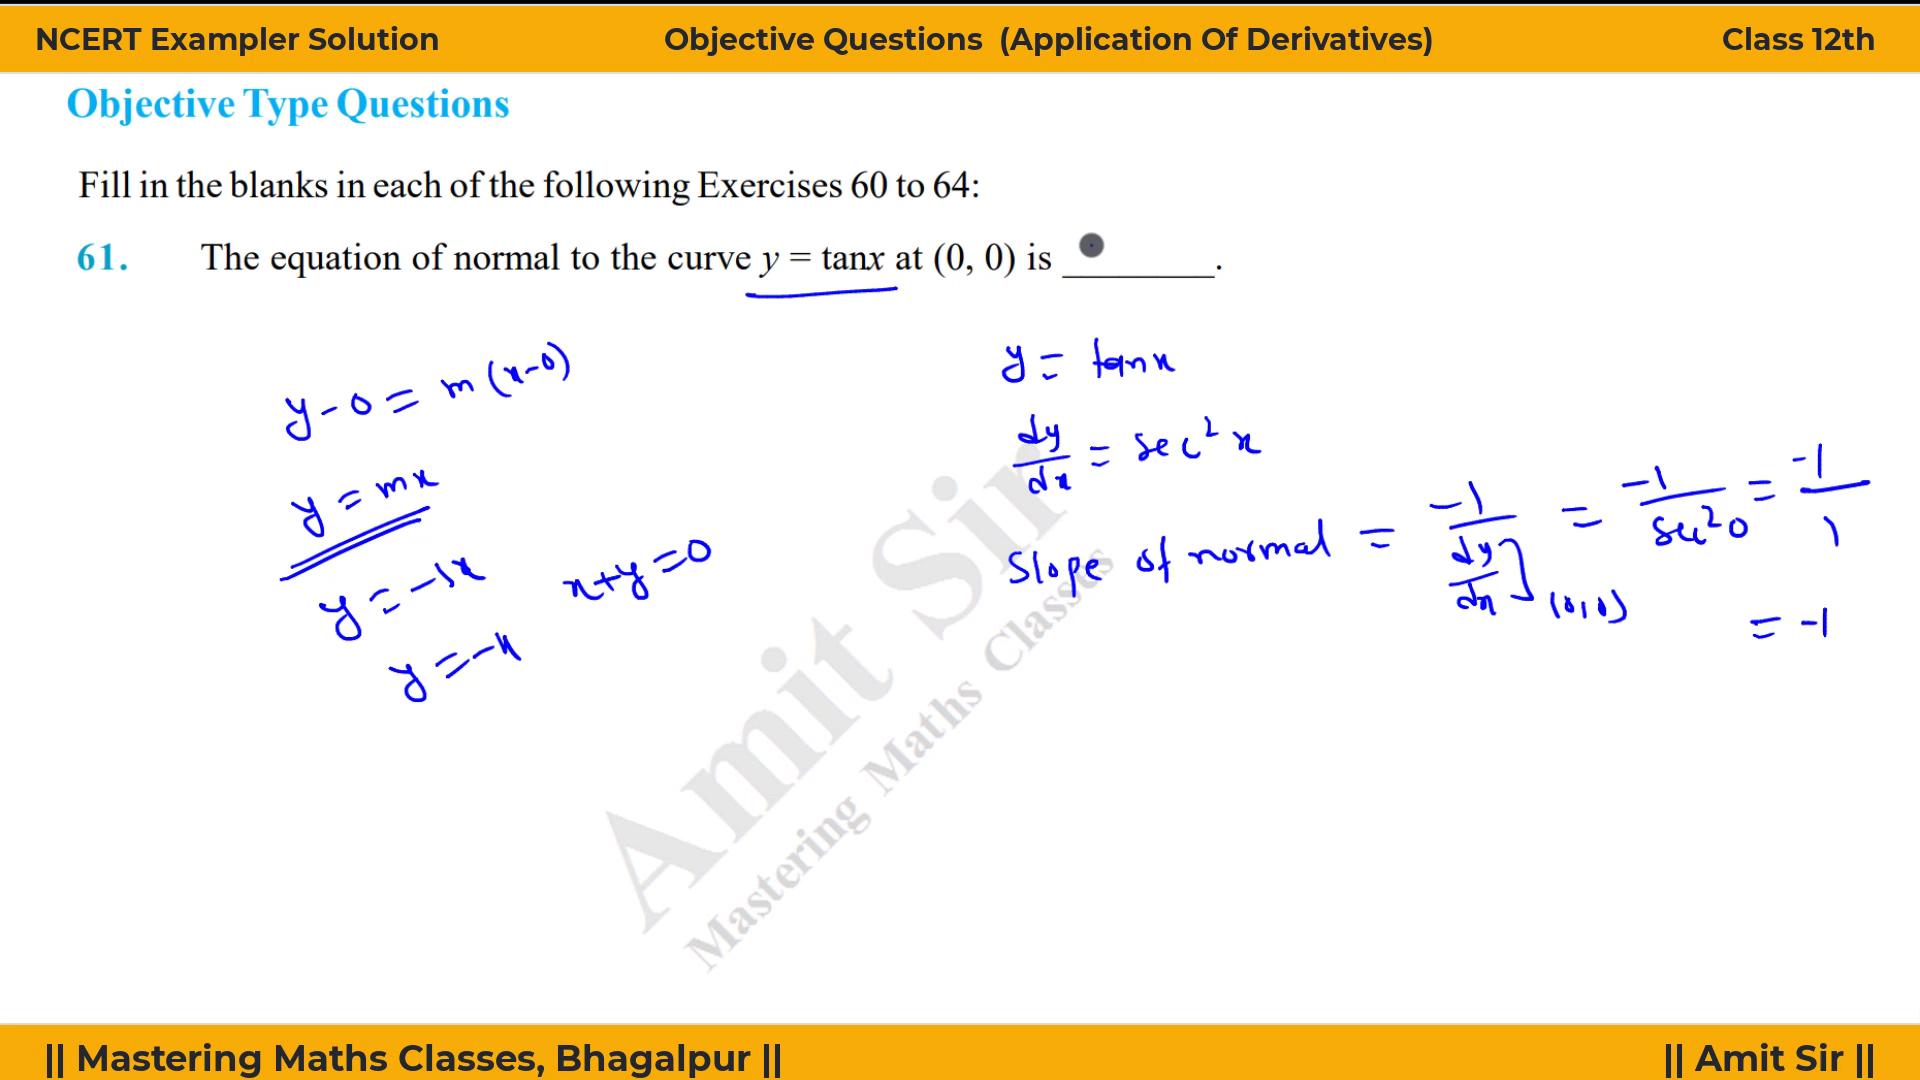 NCERT Exampler Solution Objective Questions (Application Of Derivatives) Class 12th
Objective Type Questions
Fill in the blanks in each of the following Exercises 60 to 64:
61. The equation of normal to the curve y = tanx at (0, 0) is ________.
y-0 = m(x-0)
y = mx
y = -1x
y = -x
x+y=0
y = tanx
dy/dx = sec²x
Slope of normal = -1/(dy/dx](0,0)) = -1/sec²0 = -1/1
= -1
Amit Sir
Mastering Maths Classes
|| Mastering Maths Classes, Bhagalpur || || Amit Sir ||